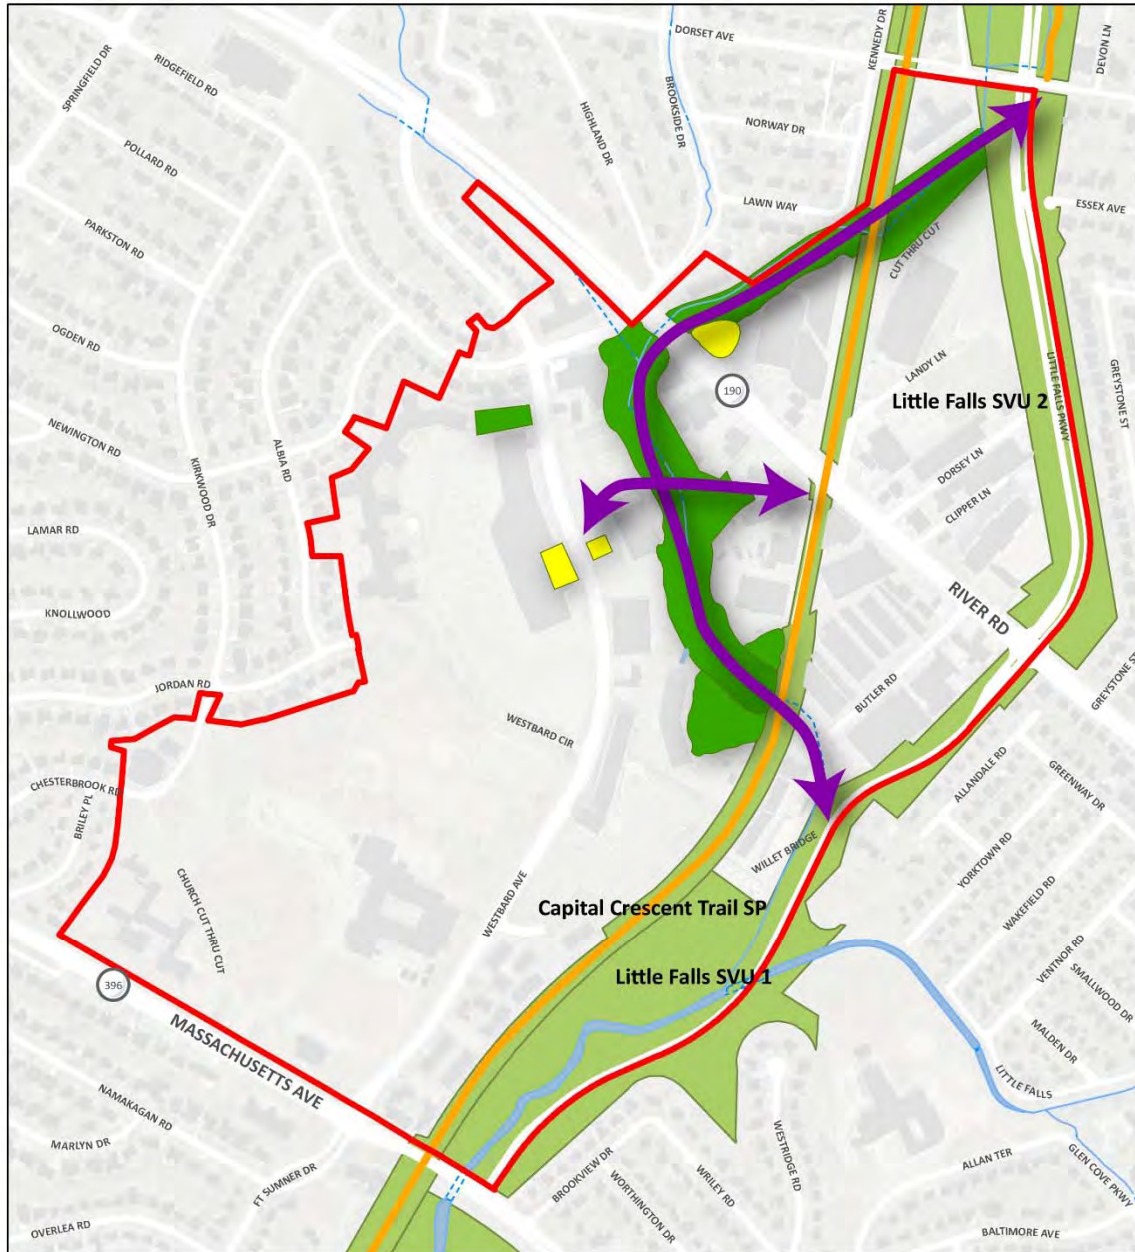 DORSET AVE
KENNEDY DR
DEVON LN
SPRINGFIELD DR
RIDGEFIELD RD
HIGHLAND DR
BROOKSIDE DR
NORWAY DR
POLLARD RD
LAWN WAY
ESSEX AVE
PARKSTON RD
CUT THRU CUT
OGDEN RD
LANDY LN
LITTLE FALLS PKWY
GREYSTONE ST
190
Little Falls SVU 2
NEWINGTON RD
KIRKWOOD DR
ALBIA RD
DORSEY LN
CLIPPER LN
LAMAR RD
KNOLLWOOD
RIVER RD
JORDAN RD
BUTLER RD
GREYSTONE ST
WESTBARD CIR
ALLANDALE RD
GREENWAY DR
CHESTERBROOK RD
BRILEY PL
WILLET BRIDGE
YORKTOWN RD
WAKEFIELD RD
CHURCH CUT THRU CUT
WESTBARD AVE
Capital Crescent Trail SP
VENTNOR RD
SMALLWOOD DR
Little Falls SVU 1
396
MALDEN DR
MASSACHUSETTS AVE
LITTLE FALLS
NAMAKAGAN RD
MARLYN DR
FT SUMNER DR
BROOKVIEW DR
WORTHINGTON DR
WRILEY RD
WESTRIDGE RD
ALLAN TER
GLEN COVE PKWY
OVERLEA RD
BALTIMORE AVE